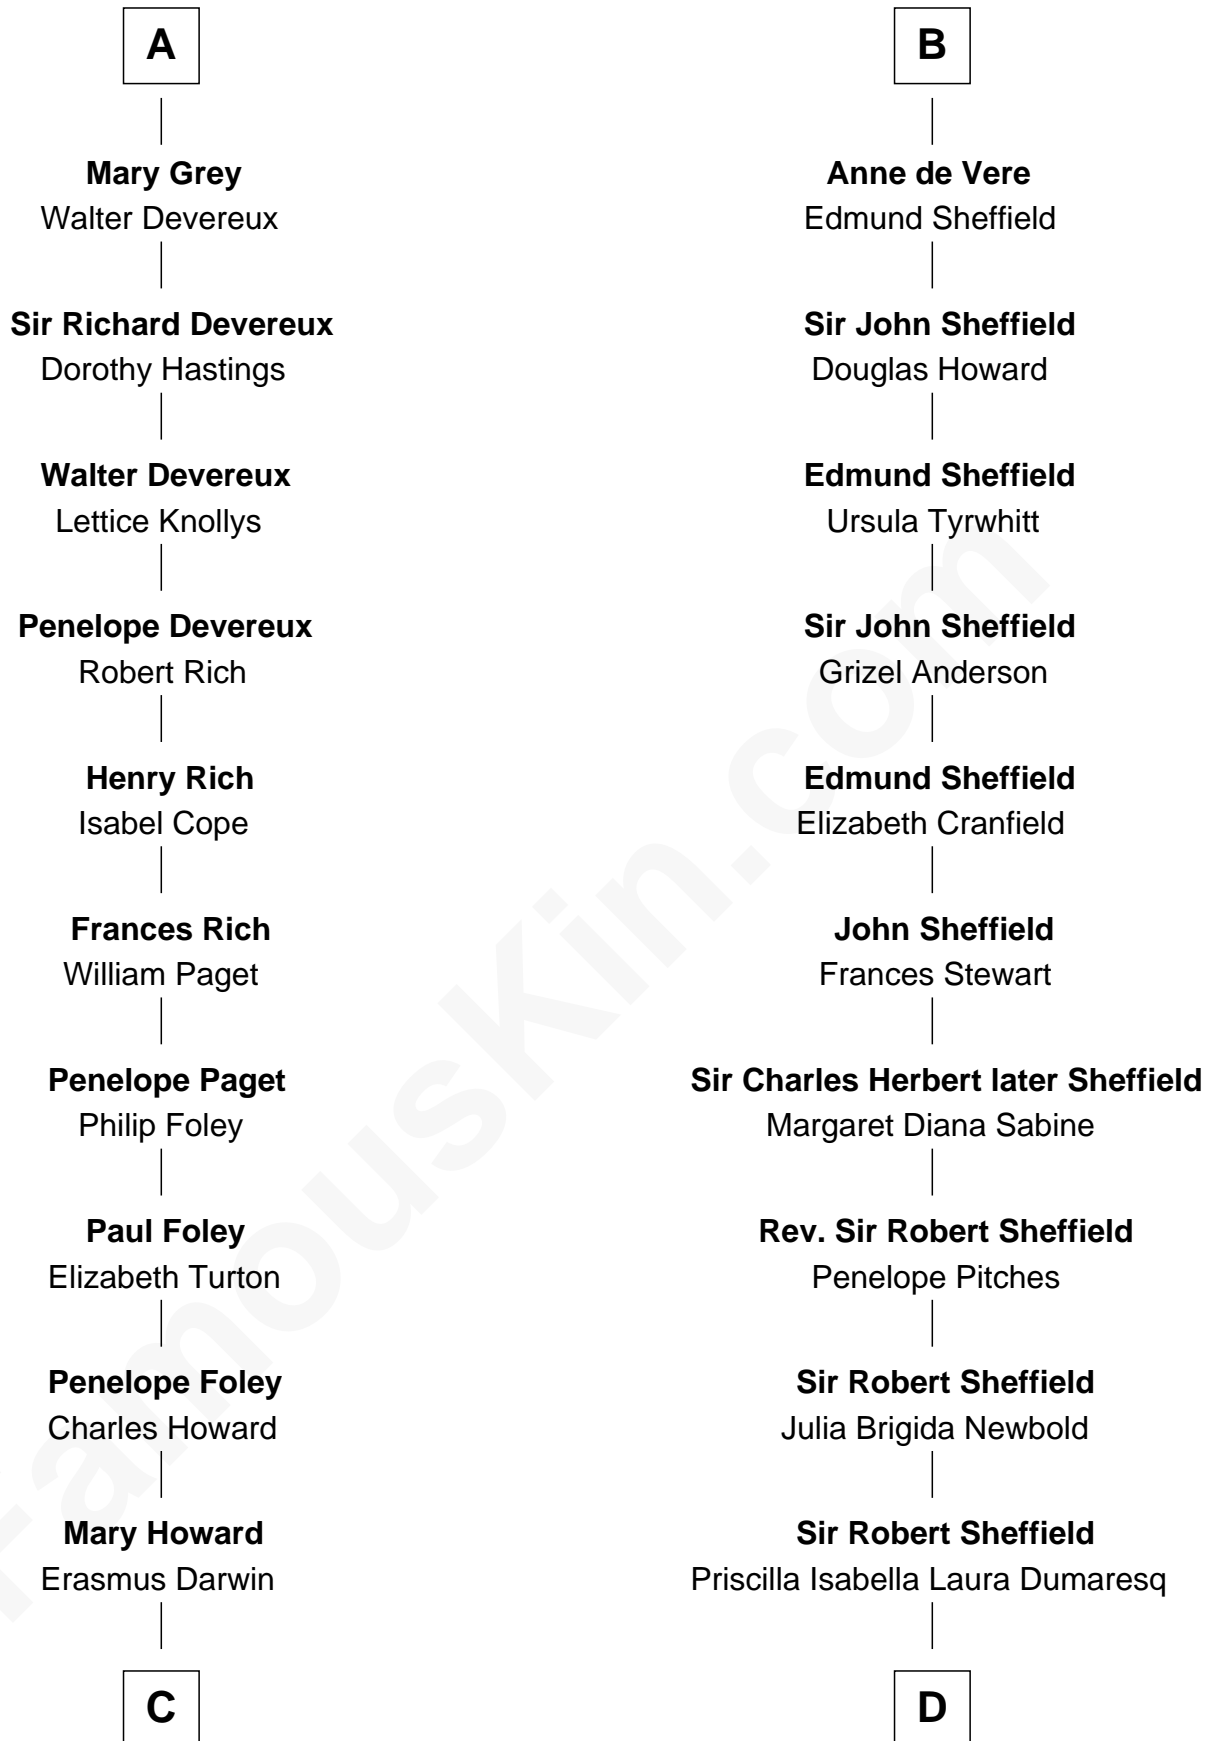 A
Mary Grey
Walter Devereux
Sir Richard Devereux
Dorothy Hastings
Walter Devereux
Lettice Knollys
Penelope Devereux
Robert Rich
Henry Rich
Isabel Cope
Frances Rich
William Paget
Penelope Paget
Philip Foley
Paul Foley
Elizabeth Turton
Penelope Foley
Charles Howard
Mary Howard
Erasmus Darwin
C
B
Anne de Vere
Edmund Sheffield
Sir John Sheffield
Douglas Howard
Edmund Sheffield
Ursula Tyrwhitt
Sir John Sheffield
Grizel Anderson
Edmund Sheffield
Elizabeth Cranfield
John Sheffield
Frances Stewart
Sir Charles Herbert later Sheffield
Margaret Diana Sabine
Rev. Sir Robert Sheffield
Penelope Pitches
Sir Robert Sheffield
Julia Brigida Newbold
Sir Robert Sheffield
Priscilla Isabella Laura Dumaresq
D
FamousKin.com